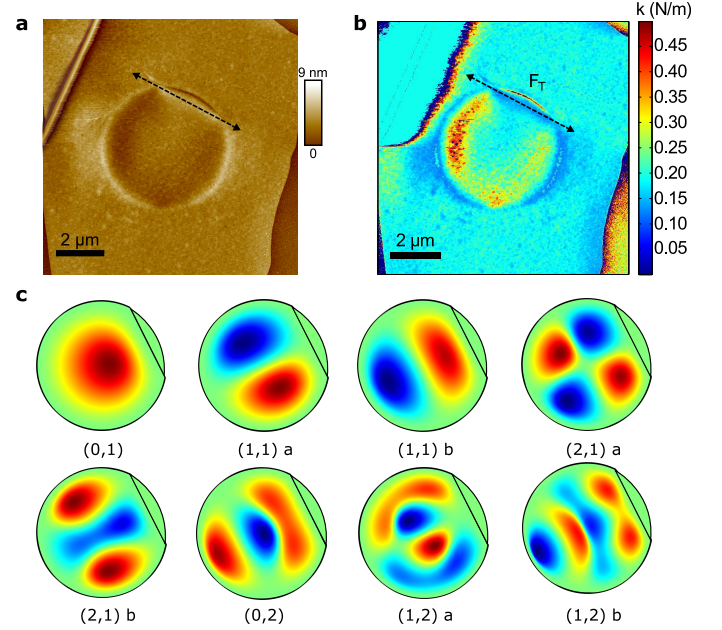 a
9 nm
0
2 µm
b
k (N/m)
F_T
0.45
0.40
0.35
0.30
0.25
0.20
0.15
0.10
0.05
2 µm
c
(0,1)
(1,1) a
(1,1) b
(2,1) a
(2,1) b
(0,2)
(1,2) a
(1,2) b